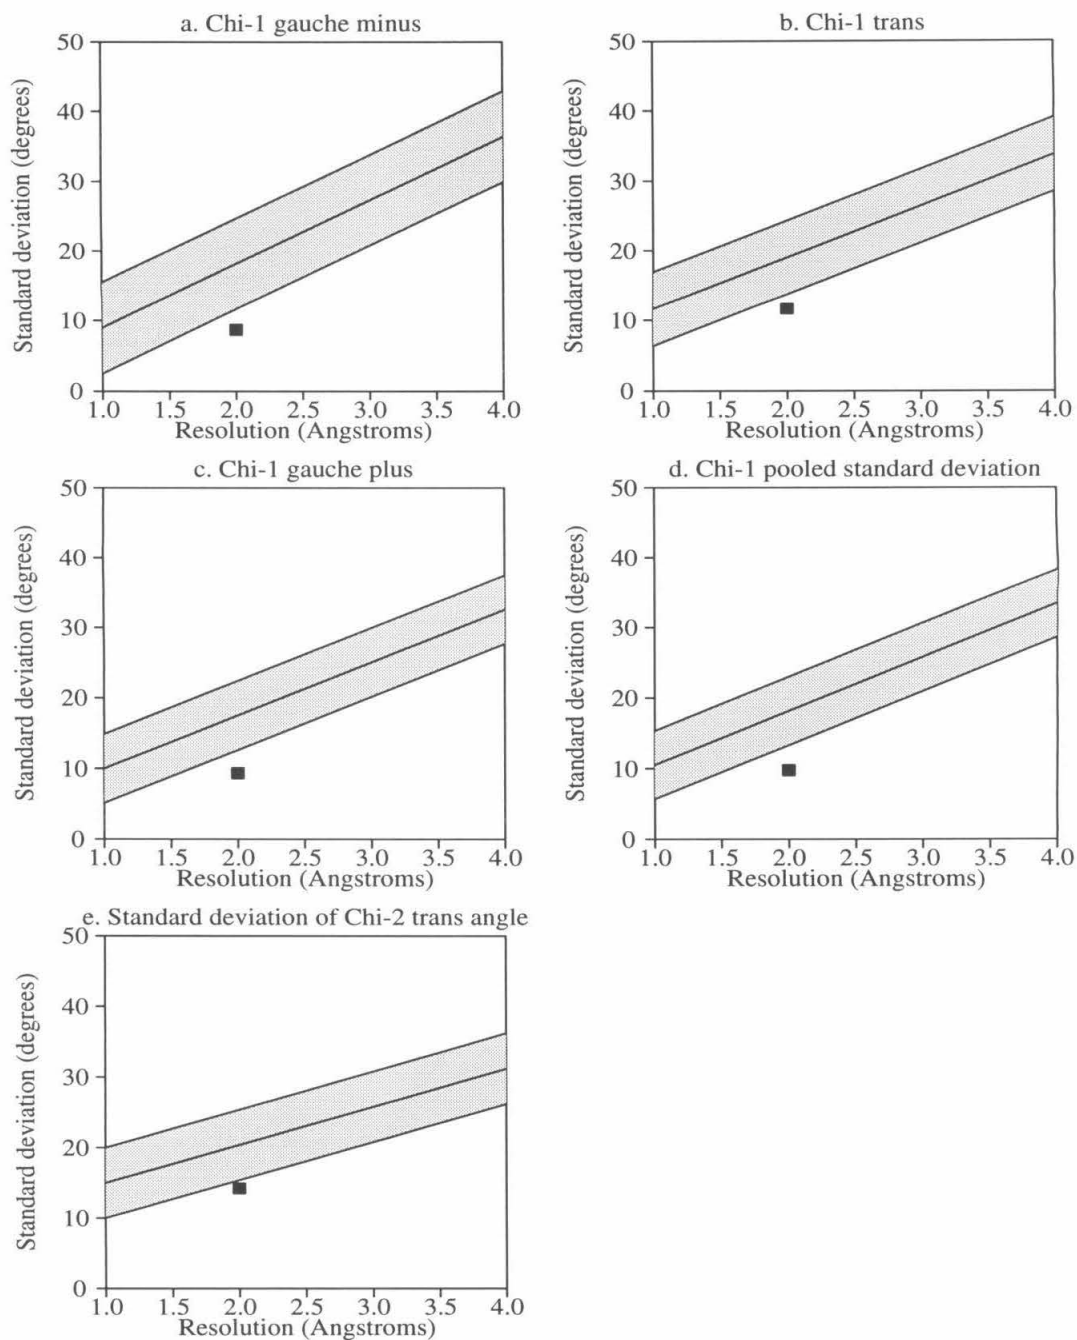 a. Chi-1 gauche minus
50
40
30
20
10
0
Standard deviation (degrees)
1.0 1.5 2.0 2.5 3.0 3.5 4.0
Resolution (Angstroms)
b. Chi-1 trans
50
40
30
20
10
0
Standard deviation (degrees)
1.0 1.5 2.0 2.5 3.0 3.5 4.0
Resolution (Angstroms)
c. Chi-1 gauche plus
50
40
30
20
10
0
Standard deviation (degrees)
1.0 1.5 2.0 2.5 3.0 3.5 4.0
Resolution (Angstroms)
d. Chi-1 pooled standard deviation
50
40
30
20
10
0
Standard deviation (degrees)
1.0 1.5 2.0 2.5 3.0 3.5 4.0
Resolution (Angstroms)
e. Standard deviation of Chi-2 trans angle
50
40
30
20
10
0
Standard deviation (degrees)
1.0 1.5 2.0 2.5 3.0 3.5 4.0
Resolution (Angstroms)